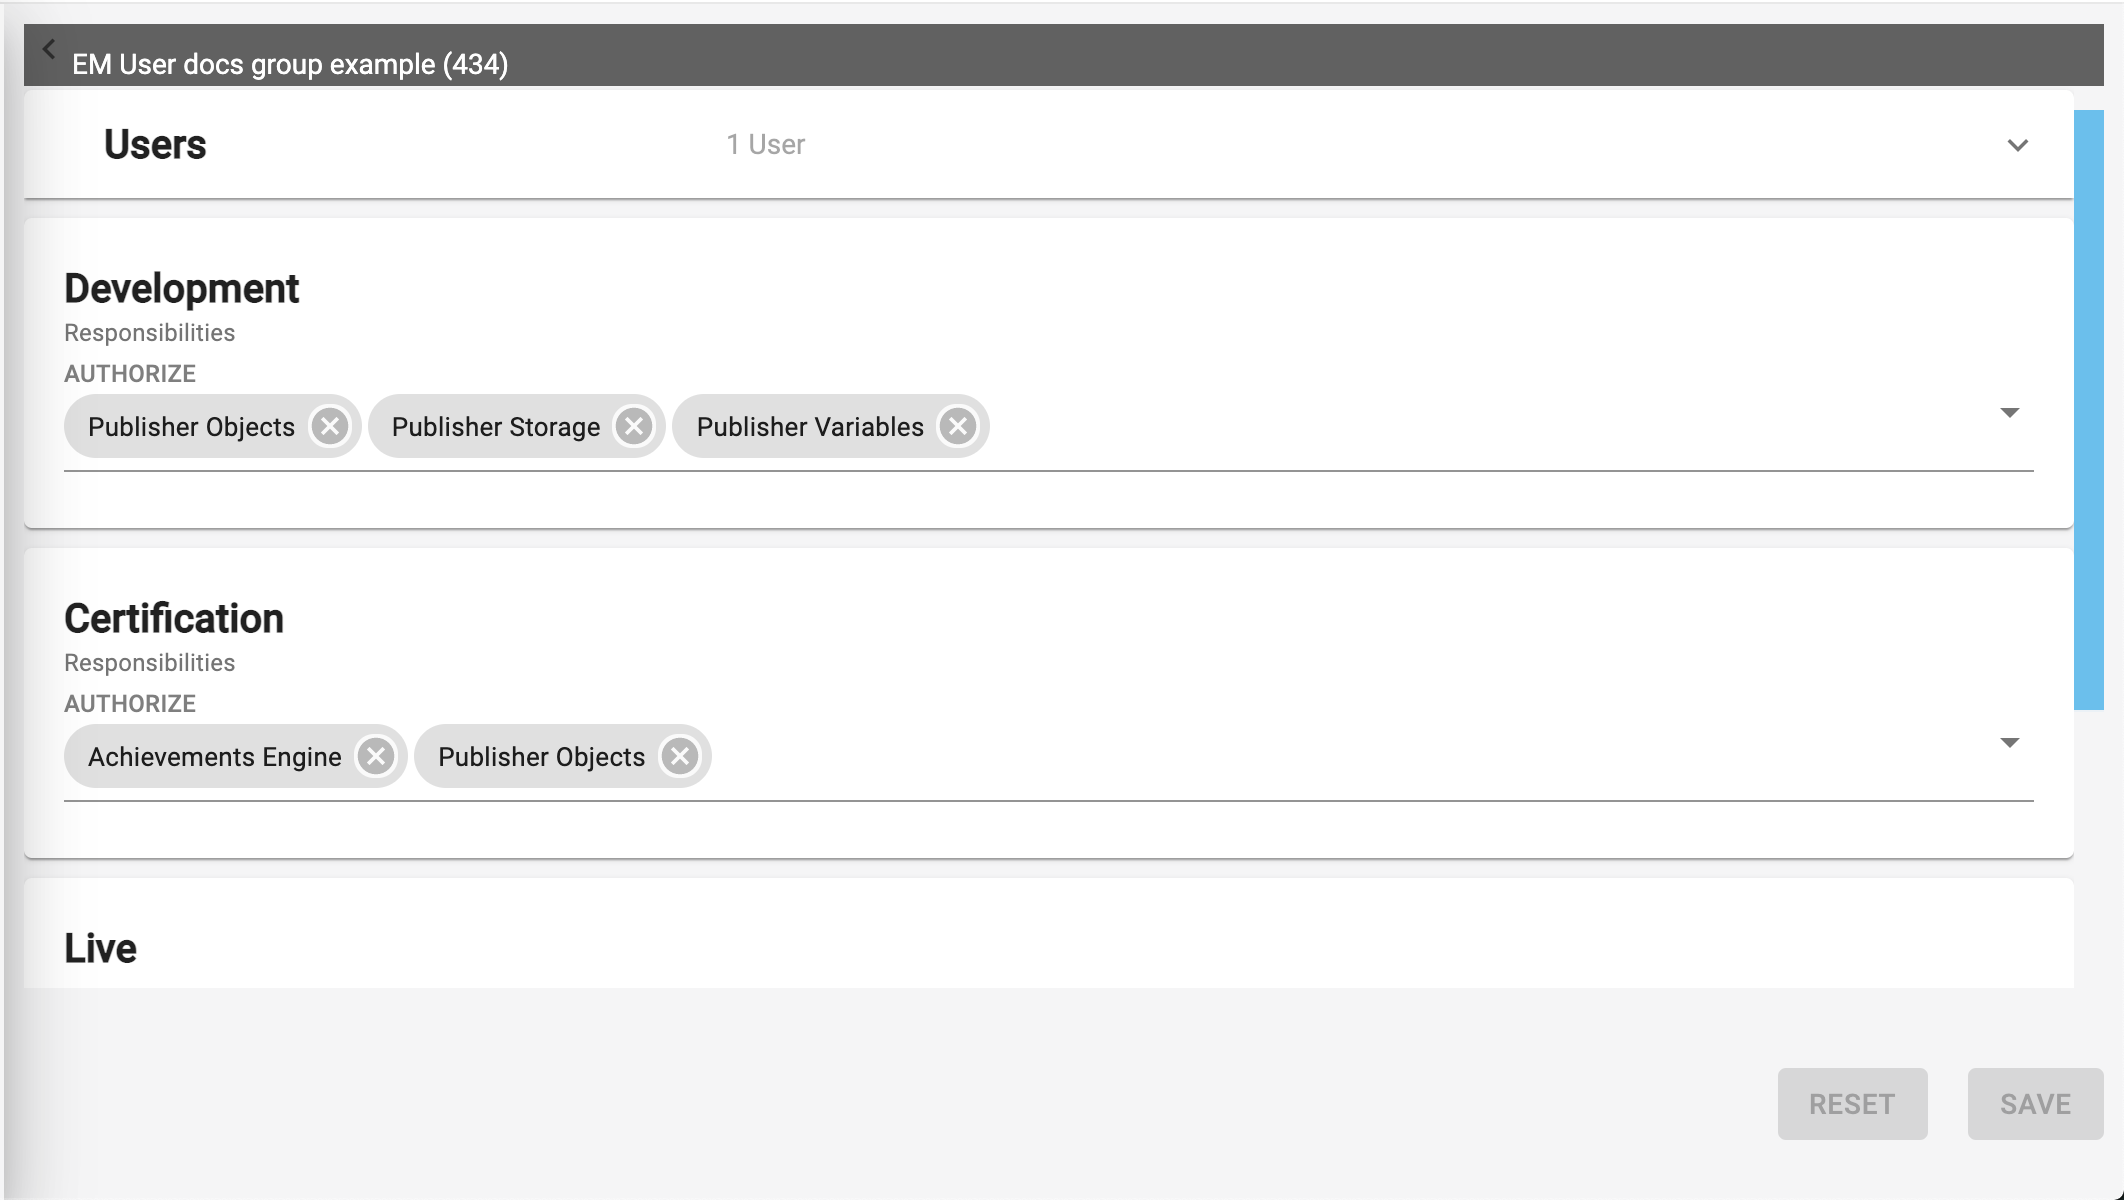 EM User docs group example (434)
Users 1 User
Development
Responsibilities
AUTHORIZE
Publisher Objects Publisher Storage Publisher Variables
Certification
Responsibilities
AUTHORIZE
Achievements Engine Publisher Objects
Live
RESET SAVE